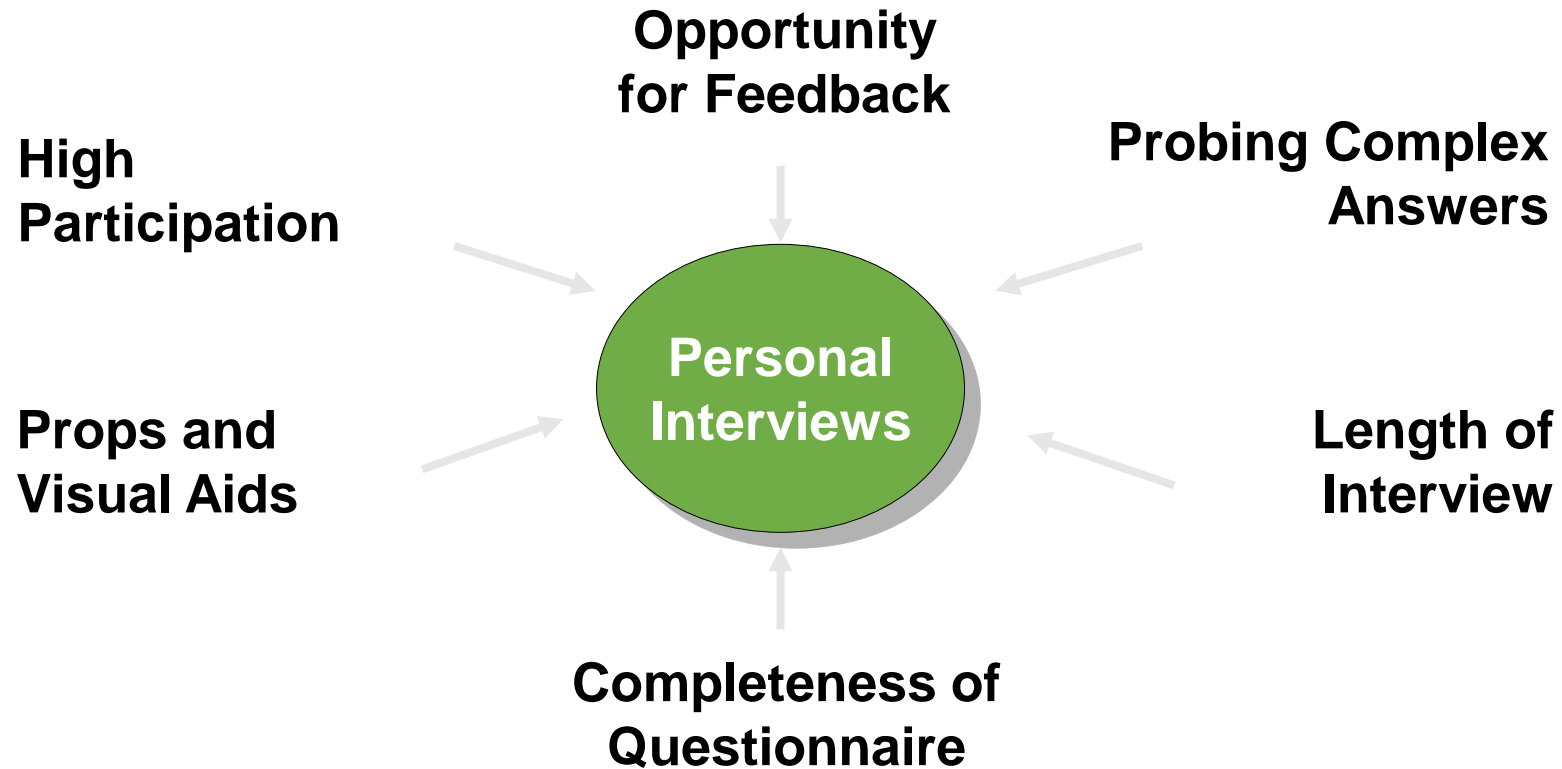 Opportunity
for Feedback
High
Participation
Probing Complex
Answers
Personal
Interviews
Props and
Visual Aids
Length of
Interview
Completeness of
Questionnaire